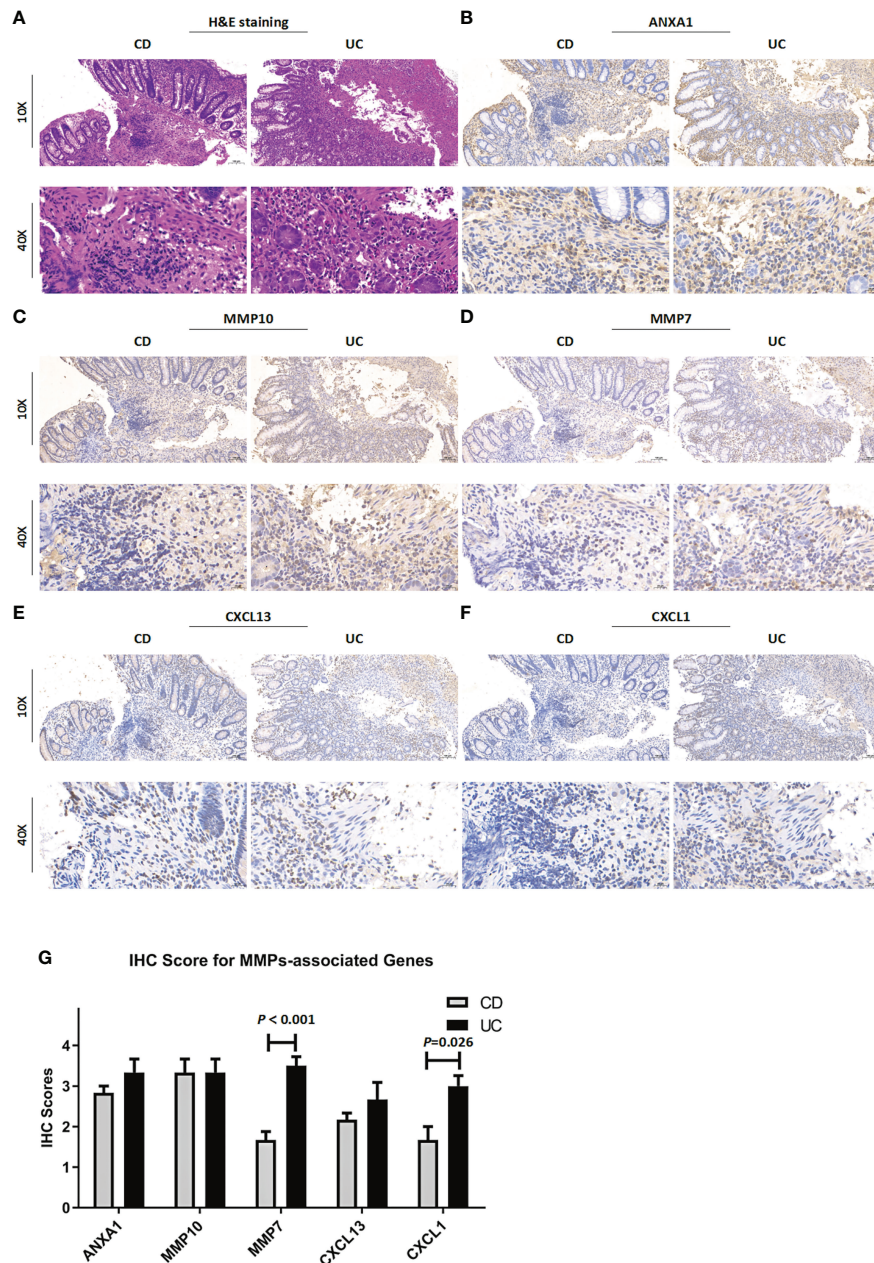 A
H&E staining
CD
UC
10X
40X
B
ANXA1
CD
UC
C
MMP10
CD
UC
10X
40X
D
MMP7
CD
UC
E
CXCL13
CD
UC
10X
40X
F
CXCL1
CD
UC
G
IHC Score for MMPs-associated Genes
CD
UC
P < 0.001
P=0.026
IHC Scores
4
3
2
1
0
ANXA1
MMP10
MMP7
CXCL13
CXCL1